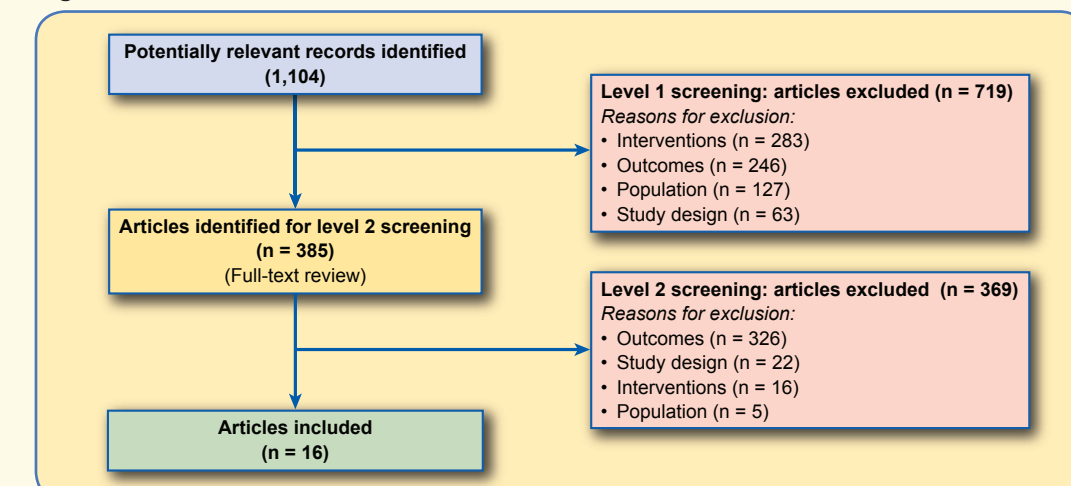 Potentially relevant records identified
(1,104)
Level 1 screening: articles excluded (n = 719)
Reasons for exclusion:
• Interventions (n = 283)
• Outcomes (n = 246)
• Population (n = 127)
• Study design (n = 63)
Articles identified for level 2 screening
(n = 385)
(Full-text review)
Level 2 screening: articles excluded (n = 369)
Reasons for exclusion:
• Outcomes (n = 326)
• Study design (n = 22)
• Interventions (n = 16)
• Population (n = 5)
Articles included
(n = 16)